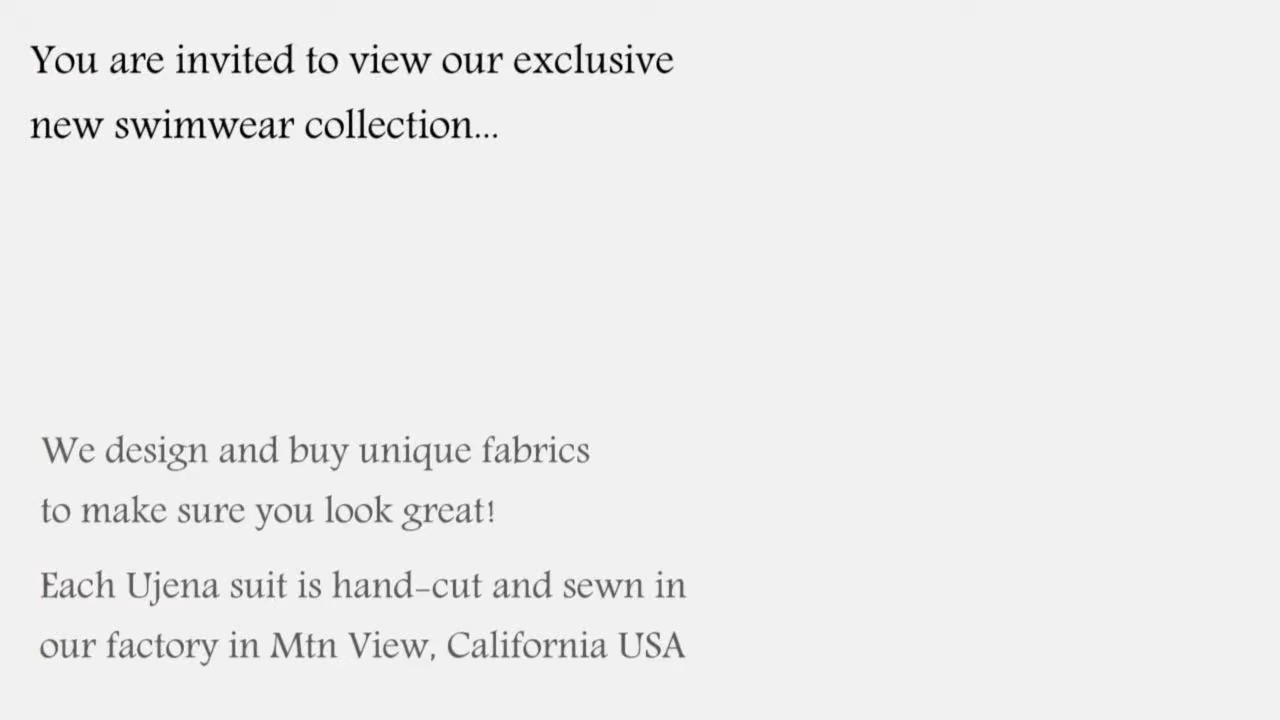 You are invited to view our exclusive
new swimwear collection...
We design and buy unique fabrics
to make sure you look great!
Each Ujena suit is hand-cut and sewn in
our factory in Mtn View, California USA